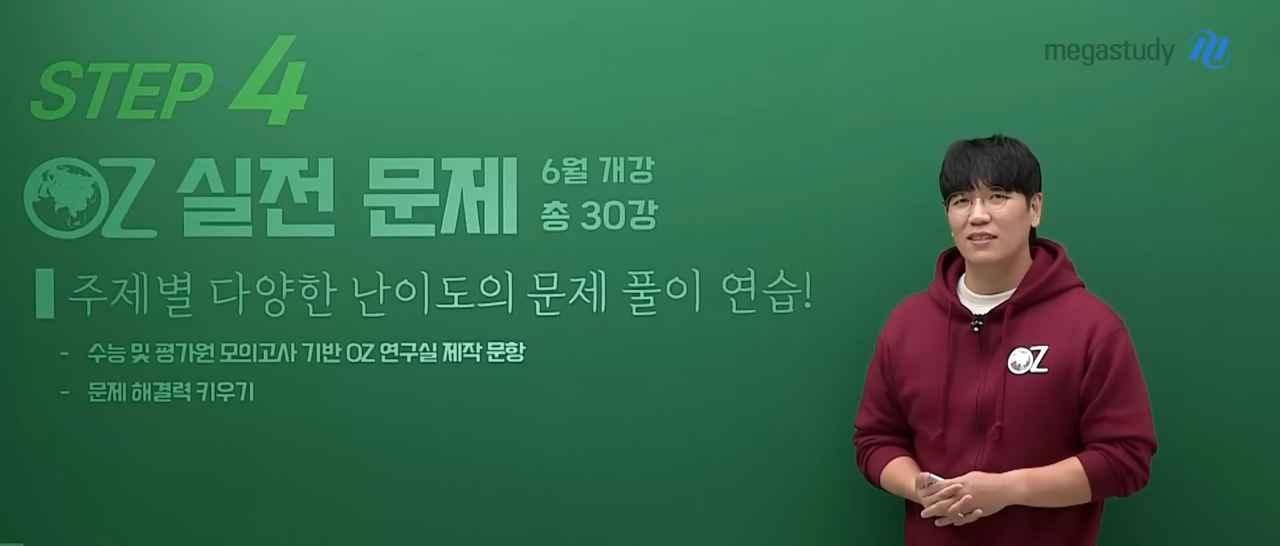 megastudy
STEP 4
OZ 실전 문제
6월 개강
총 30강
주제별 다양한 난이도의 문제 풀이 연습!
- 수능 및 평가원 모의고사 기반 OZ 연구실 제작 문항
- 문제 해결력 키우기
OZ